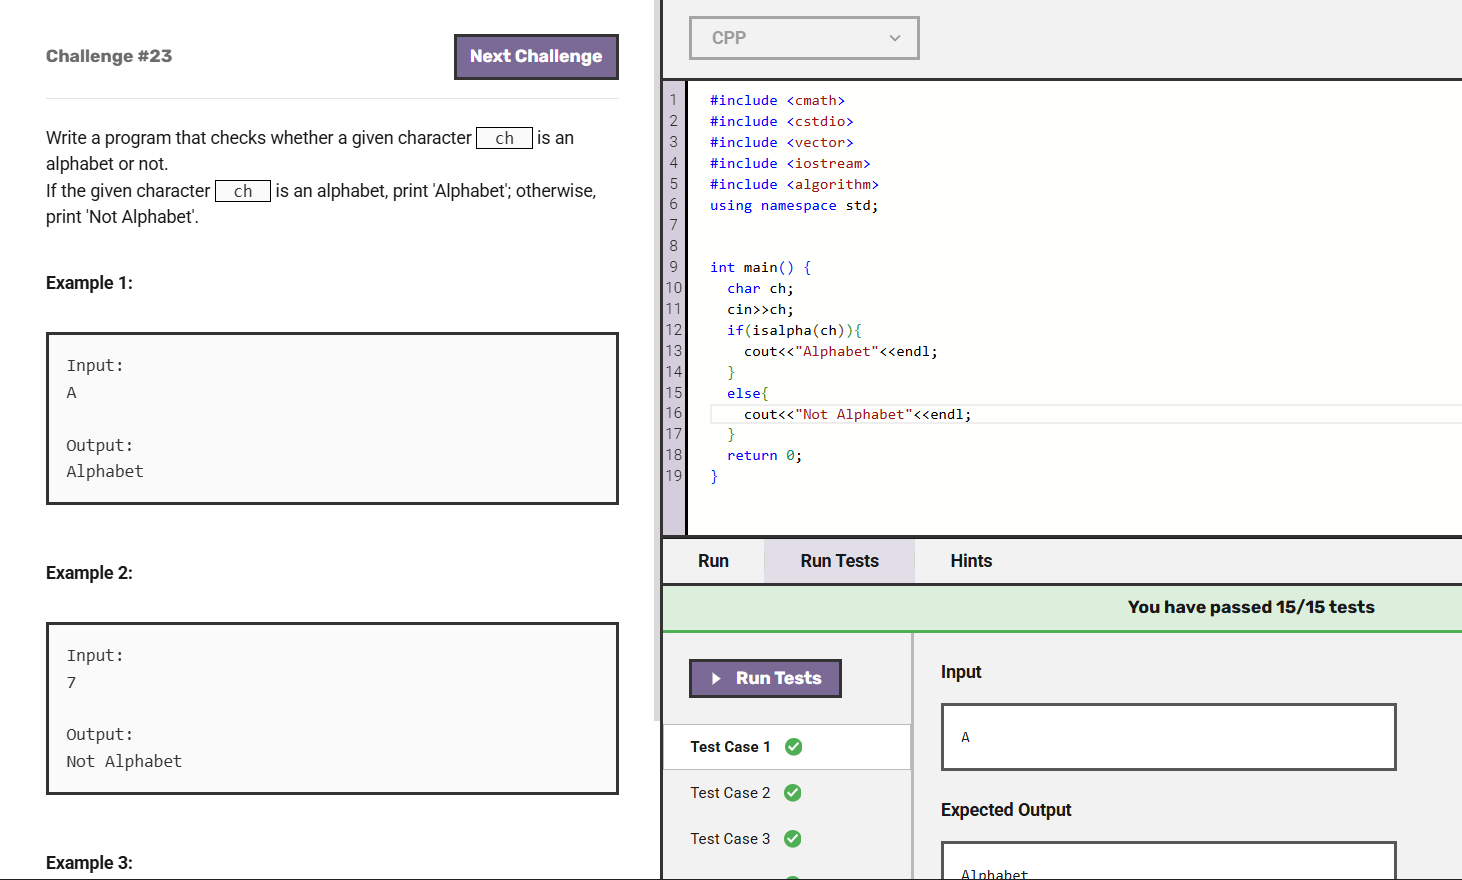 Challenge #23
Next Challenge
Write a program that checks whether a given character ch is an
alphabet or not.
If the given character ch is an alphabet, print 'Alphabet'; otherwise,
print 'Not Alphabet'.
Example 1:
Input:
A
Output:
Alphabet
Example 2:
Input:
7
Output:
Not Alphabet
Example 3:
CPP
1 #include <cmath>
2 #include <cstdio>
3 #include <vector>
4 #include <iostream>
5 #include <algorithm>
6 using namespace std;
7
8
9 int main() {
10   char ch;
11   cin>>ch;
12   if(isalpha(ch)){
13     cout<<"Alphabet"<<endl;
14   }
15   else{
16     cout<<"Not Alphabet"<<endl;
17   }
18   return 0;
19 }
Run
Run Tests
Hints
You have passed 15/15 tests
Run Tests
Test Case 1
Test Case 2
Test Case 3
Input
A
Expected Output
Alphabet